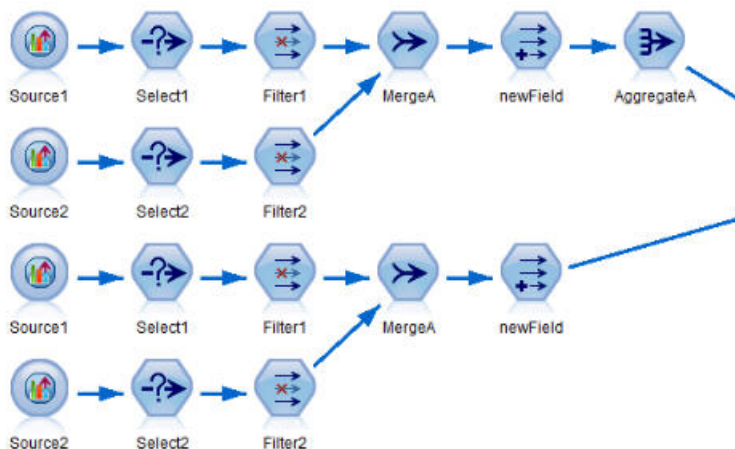 Source1 Select1 Filter1 MergeA newField AggregateA
Source2 Select2 Filter2
Source1 Select1 Filter1 MergeA newField
Source2 Select2 Filter2